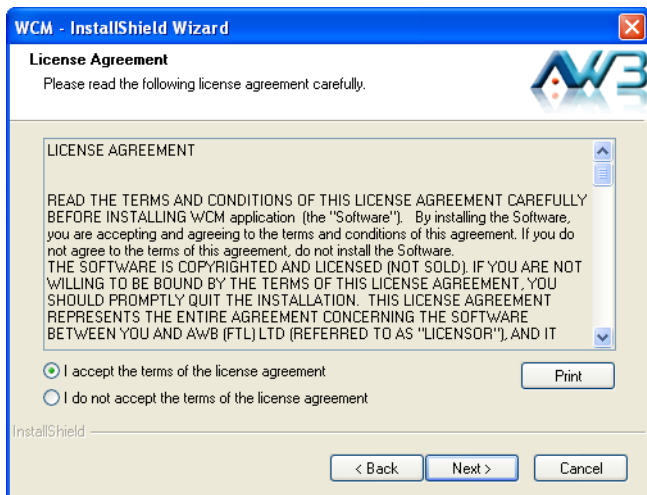 WCM - InstallShield Wizard
License Agreement
Please read the following license agreement carefully.
AW3
LICENSE AGREEMENT
READ THE TERMS AND CONDITIONS OF THIS LICENSE AGREEMENT CAREFULLY
BEFORE INSTALLING WCM application (the "Software"). By installing the Software,
you are accepting and agreeing to the terms and conditions of this agreement. If you do
not agree to the terms of this agreement, do not install the Software.
THE SOFTWARE IS COPYRIGHTED AND LICENSED (NOT SOLD). IF YOU ARE NOT
WILLING TO BE BOUND BY THE TERMS OF THIS LICENSE AGREEMENT, YOU
SHOULD PROMPTLY QUIT THE INSTALLATION. THIS LICENSE AGREEMENT
REPRESENTS THE ENTIRE AGREEMENT CONCERNING THE SOFTWARE
BETWEEN YOU AND AWB (FTL) LTD (REFERRED TO AS "LICENSOR"), AND IT
I accept the terms of the license agreement
Print
I do not accept the terms of the license agreement
InstallShield
< Back
Next >
Cancel